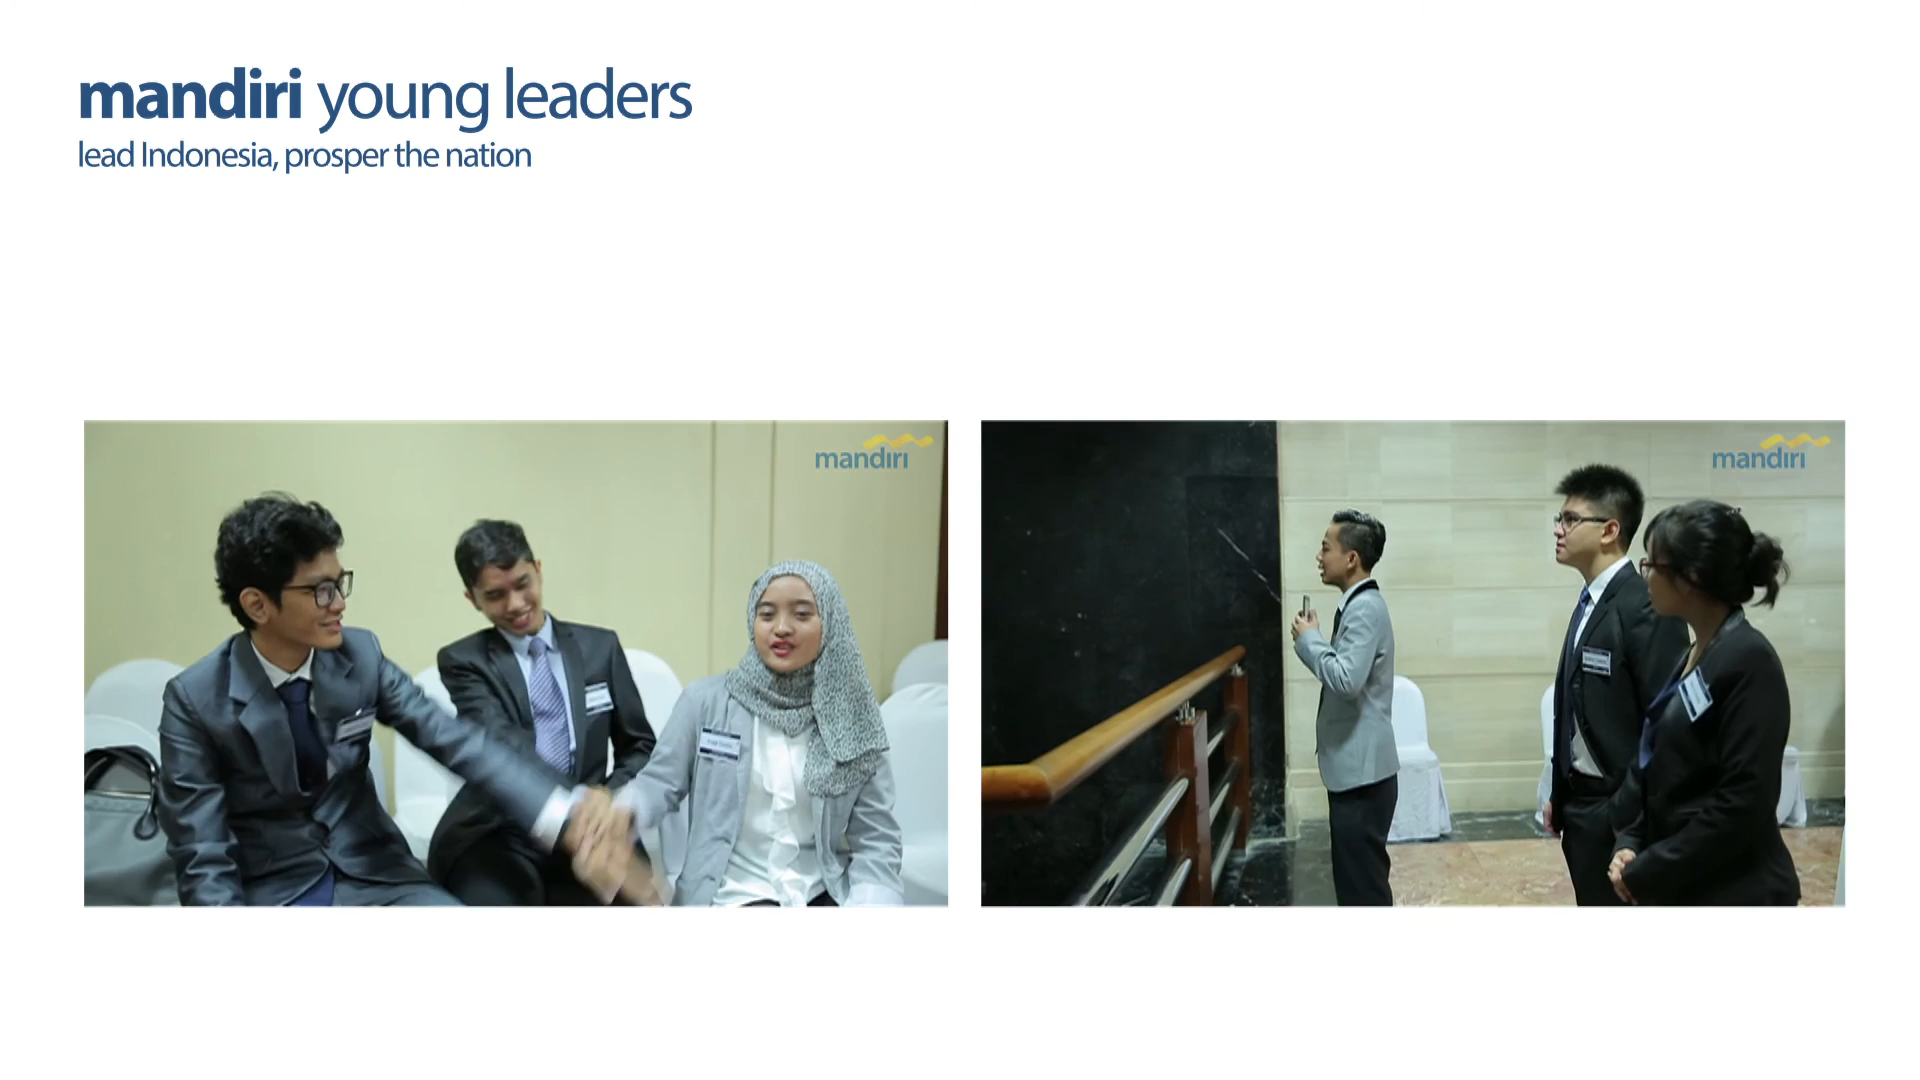 mandiri young leaders
lead Indonesia, prosper the nation
mandiri
mandiri